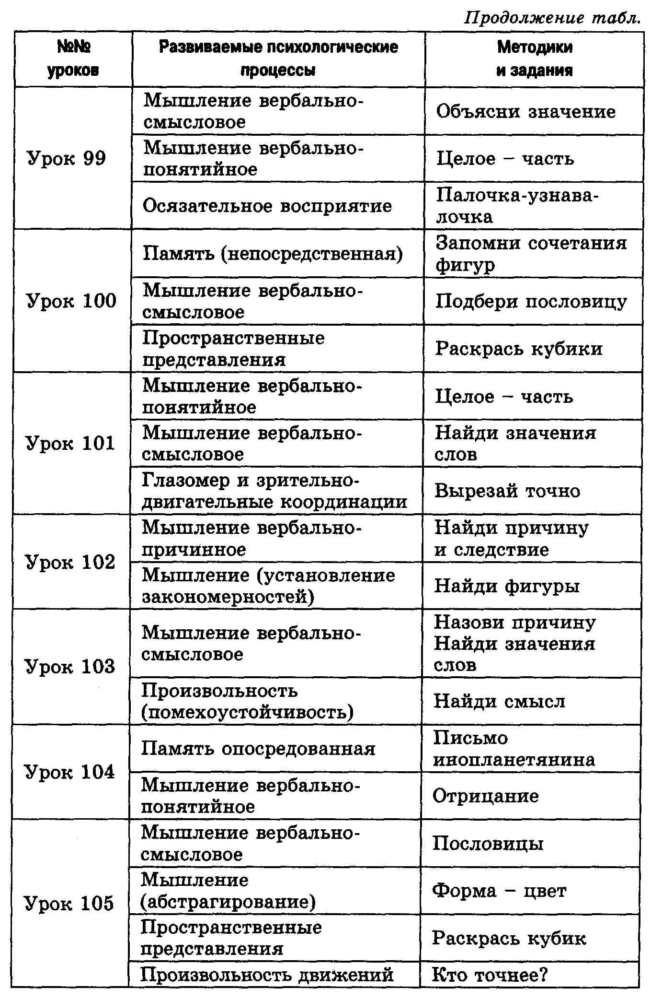 Продолжение табл.
№№
уроков
Развиваемые психологические
процессы
Методики
и задания
Урок 99
Мышление вербально-
смысловое
Объясни значение
Мышление вербально-
понятийное
Целое – часть
Осязательное восприятие
Палочка-узнава-
лочка
Урок 100
Память (непосредственная)
Запомни сочетания
фигур
Мышление вербально-
смысловое
Подбери пословицу
Пространственные
представления
Раскрась кубики
Урок 101
Мышление вербально-
понятийное
Целое – часть
Мышление вербально-
смысловое
Найди значения
слов
Глазомер и зрительно-
двигательные координации
Вырезай точно
Урок 102
Мышление вербально-
причинное
Найди причину
и следствие
Мышление (установление
закономерностей)
Найди фигуры
Урок 103
Мышление вербально-
смысловое
Назови причину
Найди значения
слов
Произвольность
(помехоустойчивость)
Найди смысл
Урок 104
Память опосредованная
Письмо
инопланетянина
Мышление вербально-
понятийное
Отрицание
Урок 105
Мышление вербально-
смысловое
Пословицы
Мышление
(абстрагирование)
Форма – цвет
Пространственные
представления
Раскрась кубик
Произвольность движений
Кто точнее?